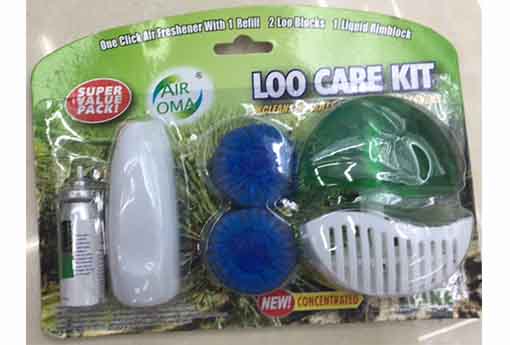 One Click Air Freshener With 1 Refill 2 Loo Blocks 1 Liquid Rimblock
SUPER
VALUE
PACK!
AIR
OMA
®
LOO CARE KIT
NEW!
CONCENTRATED